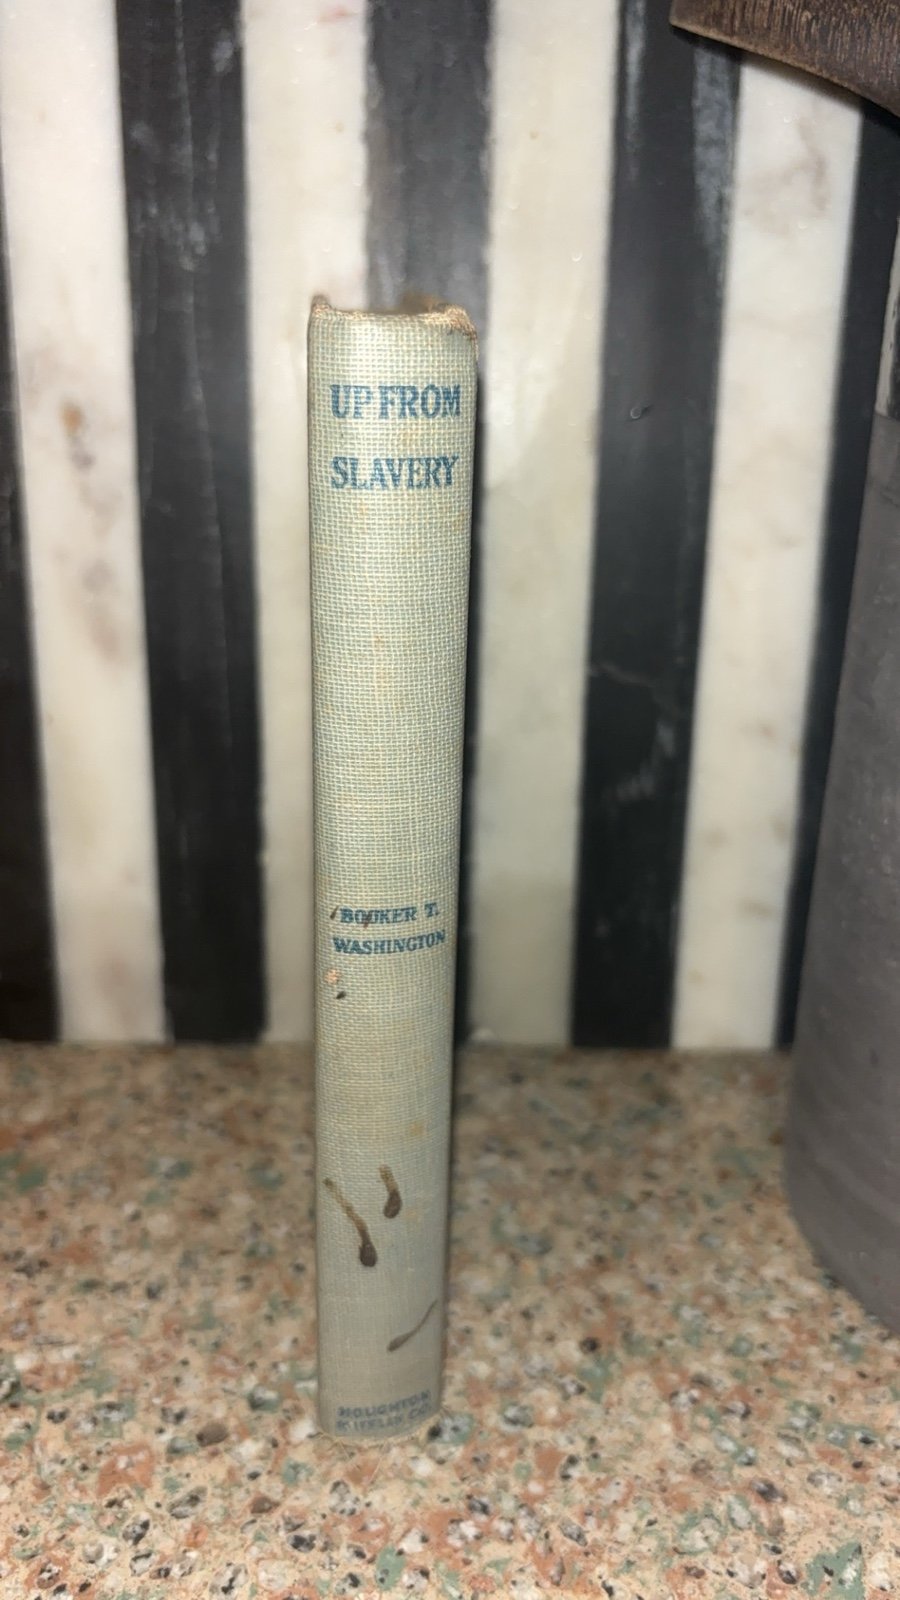 UP FROM
SLAVERY
BOOKER T.
WASHINGTON
HOUGHTON
MIFFLIN CO.